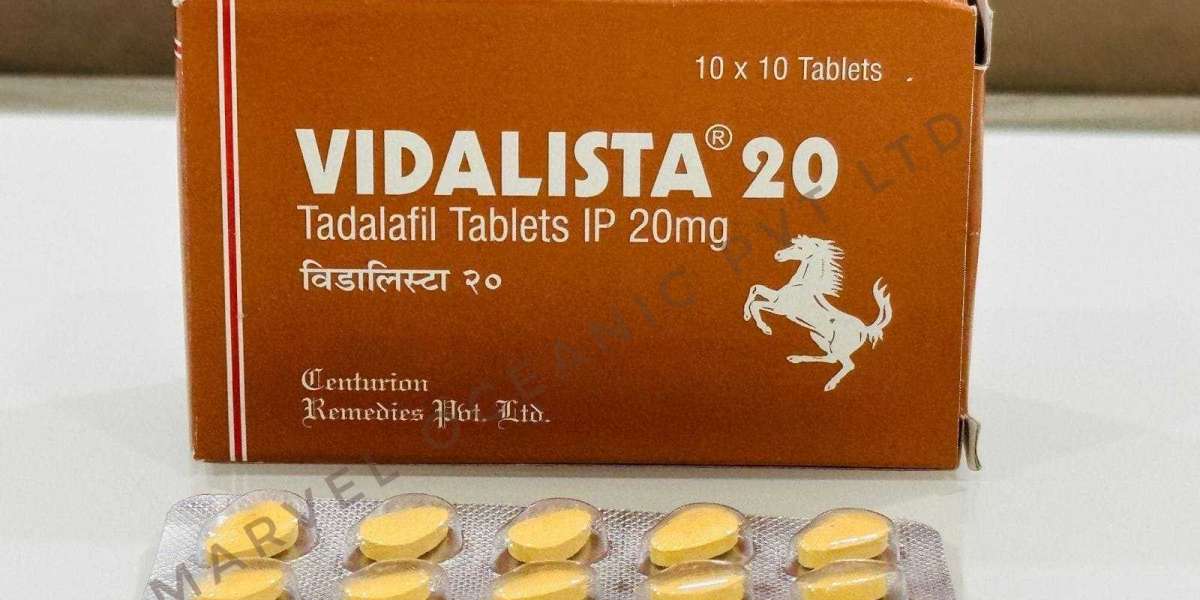 10 x 10 Tablets
VIDALISTA® 20
Tadalafil Tablets IP 20mg
विडालिस्टा २०
Centurion
Remedies Pvt. Ltd.
MARVEL OCEANIC PVT LTD